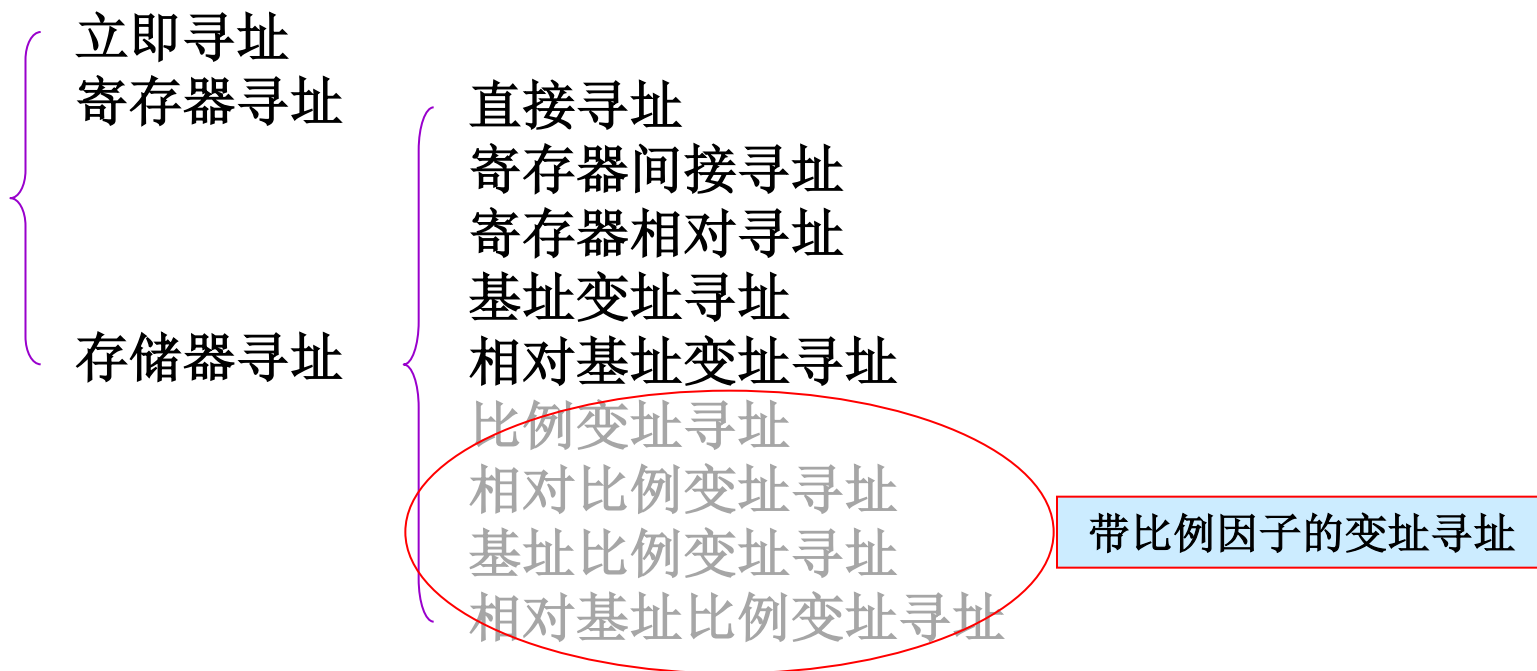 立即寻址
寄存器寻址
存储器寻址
直接寻址
寄存器间接寻址
寄存器相对寻址
基址变址寻址
相对基址变址寻址
比例变址寻址
相对比例变址寻址
基址比例变址寻址
相对基址比例变址寻址
带比例因子的变址寻址